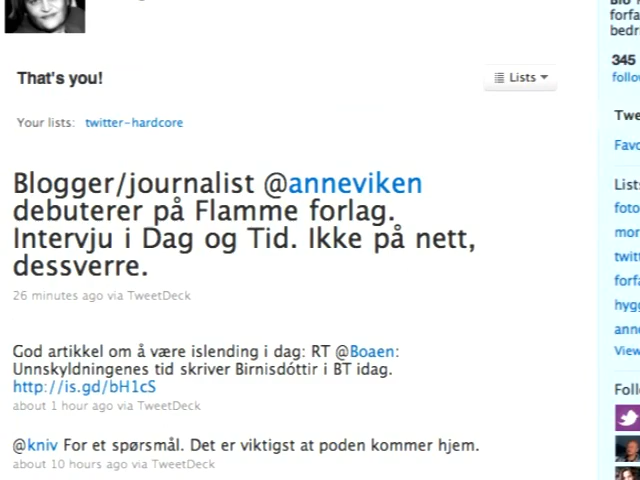 That's you!
Lists
Your lists: twitter-hardcore
Blogger/journalist @anneviken
debuterer på Flamme forlag.
Intervju i Dag og Tid. Ikke på nett,
dessverre.
26 minutes ago via TweetDeck
God artikkel om å være islending i dag: RT @Boaen:
Unnskyldningenes tid skriver Birnisdóttir i BT idag.
http://is.gd/bH1cS
about 1 hour ago via TweetDeck
@kniv For et spørsmål. Det er viktigst at poden kommer hjem.
about 10 hours ago via TweetDeck
forfa
bedri
345
follo
Twe
Favo
Lists
foto
mor
twitt
forfa
hygg
anne
View
Foll